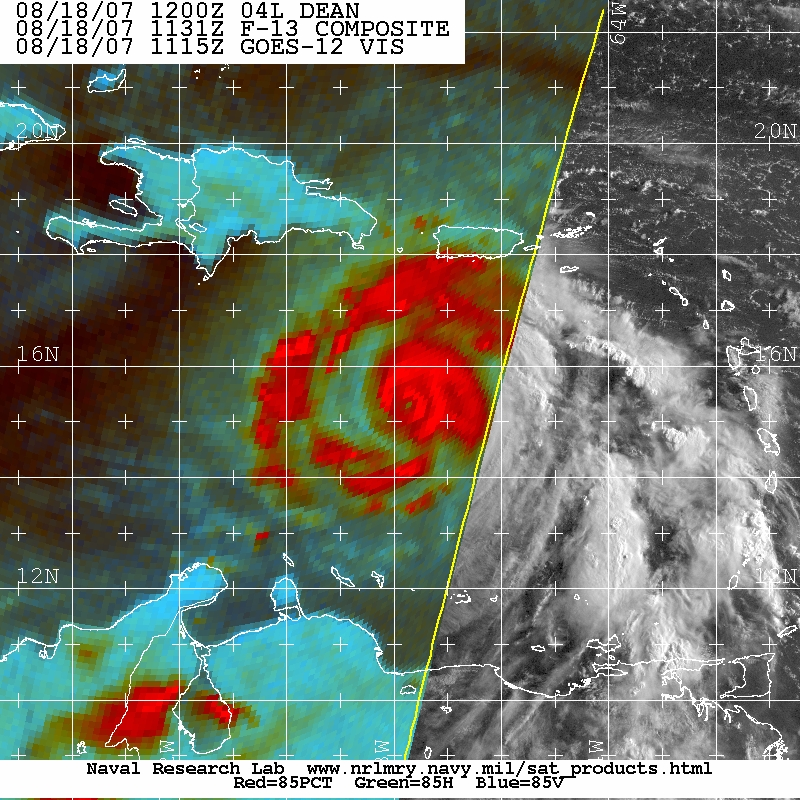 08/18/07 1200Z 04L DEAN
08/18/07 1131Z F-13 COMPOSITE
08/18/07 1115Z GOES-12 VIS
64W
20N 20N
16N 16N
12N 12N
W W W
Naval Research Lab www.nrlmry.navy.mil/sat_products.html
Red=85PCT Green=85H Blue=85V